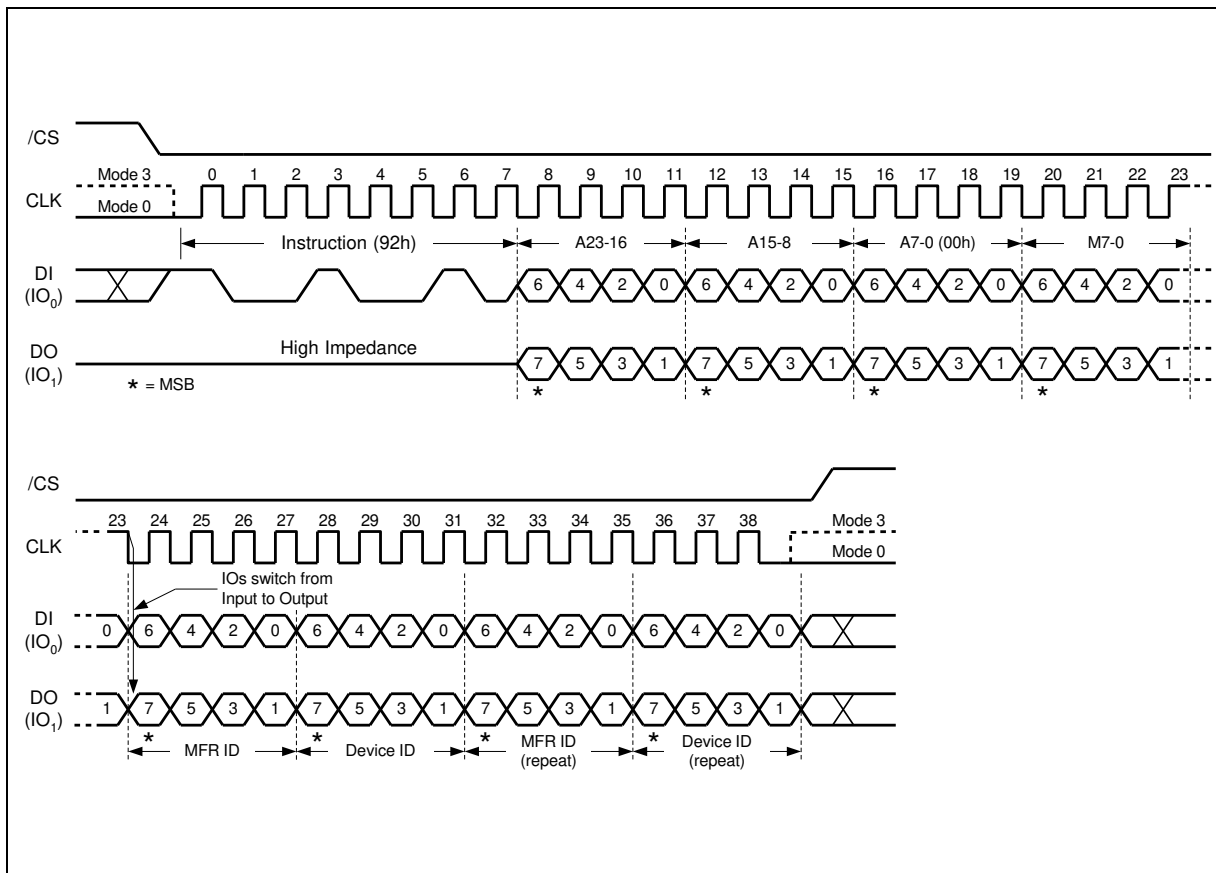 /CS
Mode 3 0 1 2 3 4 5 6 7 8 9 10 11 12 13 14 15 16 17 18 19 20 21 22 23
CLK
Mode 0
Instruction (92h) A23-16 A15-8 A7-0 (00h) M7-0
DI
(IO0)
6 4 2 0 6 4 2 0 6 4 2 0 6 4 2 0
High Impedance
DO
(IO1)
7 5 3 1 7 5 3 1 7 5 3 1 7 5 3 1
* = MSB * * * *
/CS
23 24 25 26 27 28 29 30 31 32 33 34 35 36 37 38 Mode 3
CLK
Mode 0
IOs switch from
Input to Output
DI
(IO0)
0 6 4 2 0 6 4 2 0 6 4 2 0 6 4 2 0
DO
(IO1)
1 7 5 3 1 7 5 3 1 7 5 3 1 7 5 3 1
* * * *
MFR ID Device ID MFR ID
(repeat)
Device ID
(repeat)